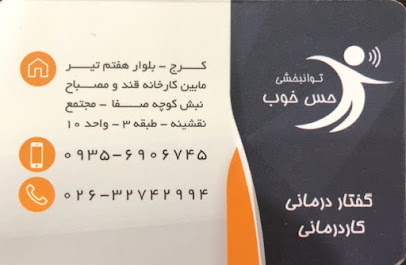 توانبخشی
حس خوب
گفتار درمانی
کاردرمانی
کرج - بلوار هفتم تیر
مابین کارخانه قند و مصباح
نبش کوچه صفا - مجتمع
نقشینه - طبقه ۳ - واحد ۱۰
۰۹۳۵-۶۹۰۶۷۴۵
۰۲۶-۳۲۷۴۲۹۹۴